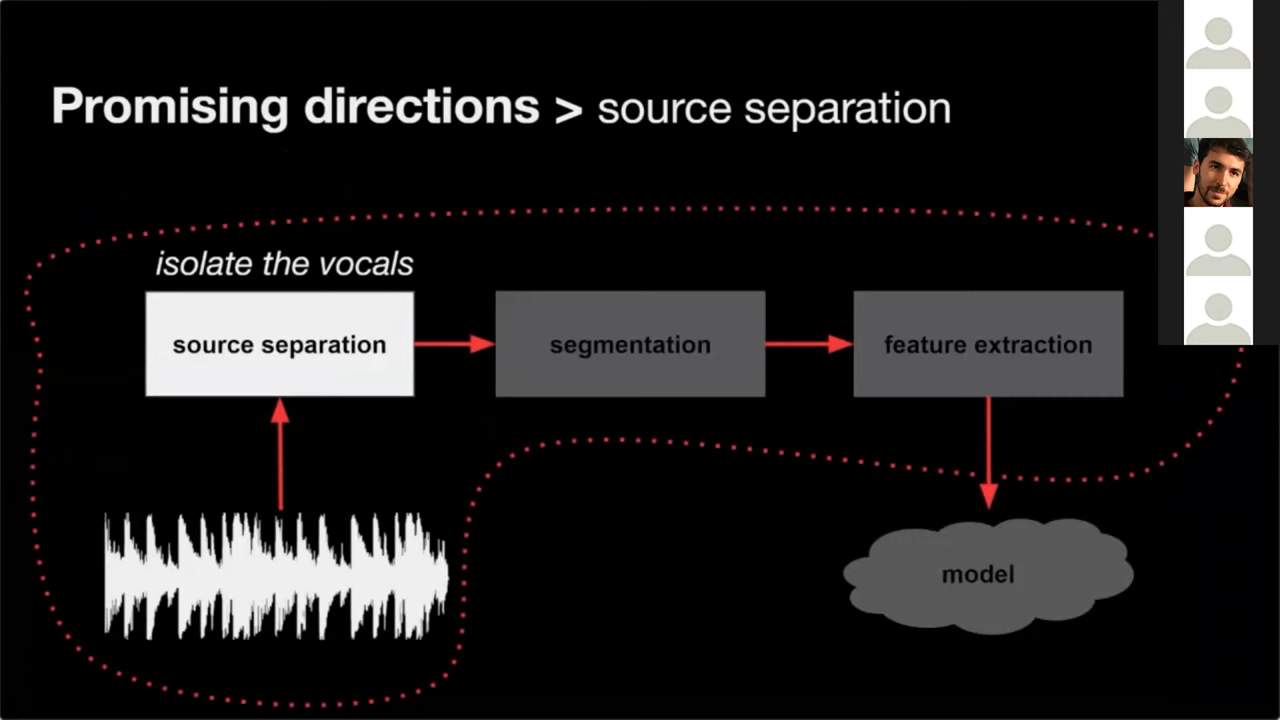 Promising directions > source separation
isolate the vocals
source separation
segmentation
feature extraction
model